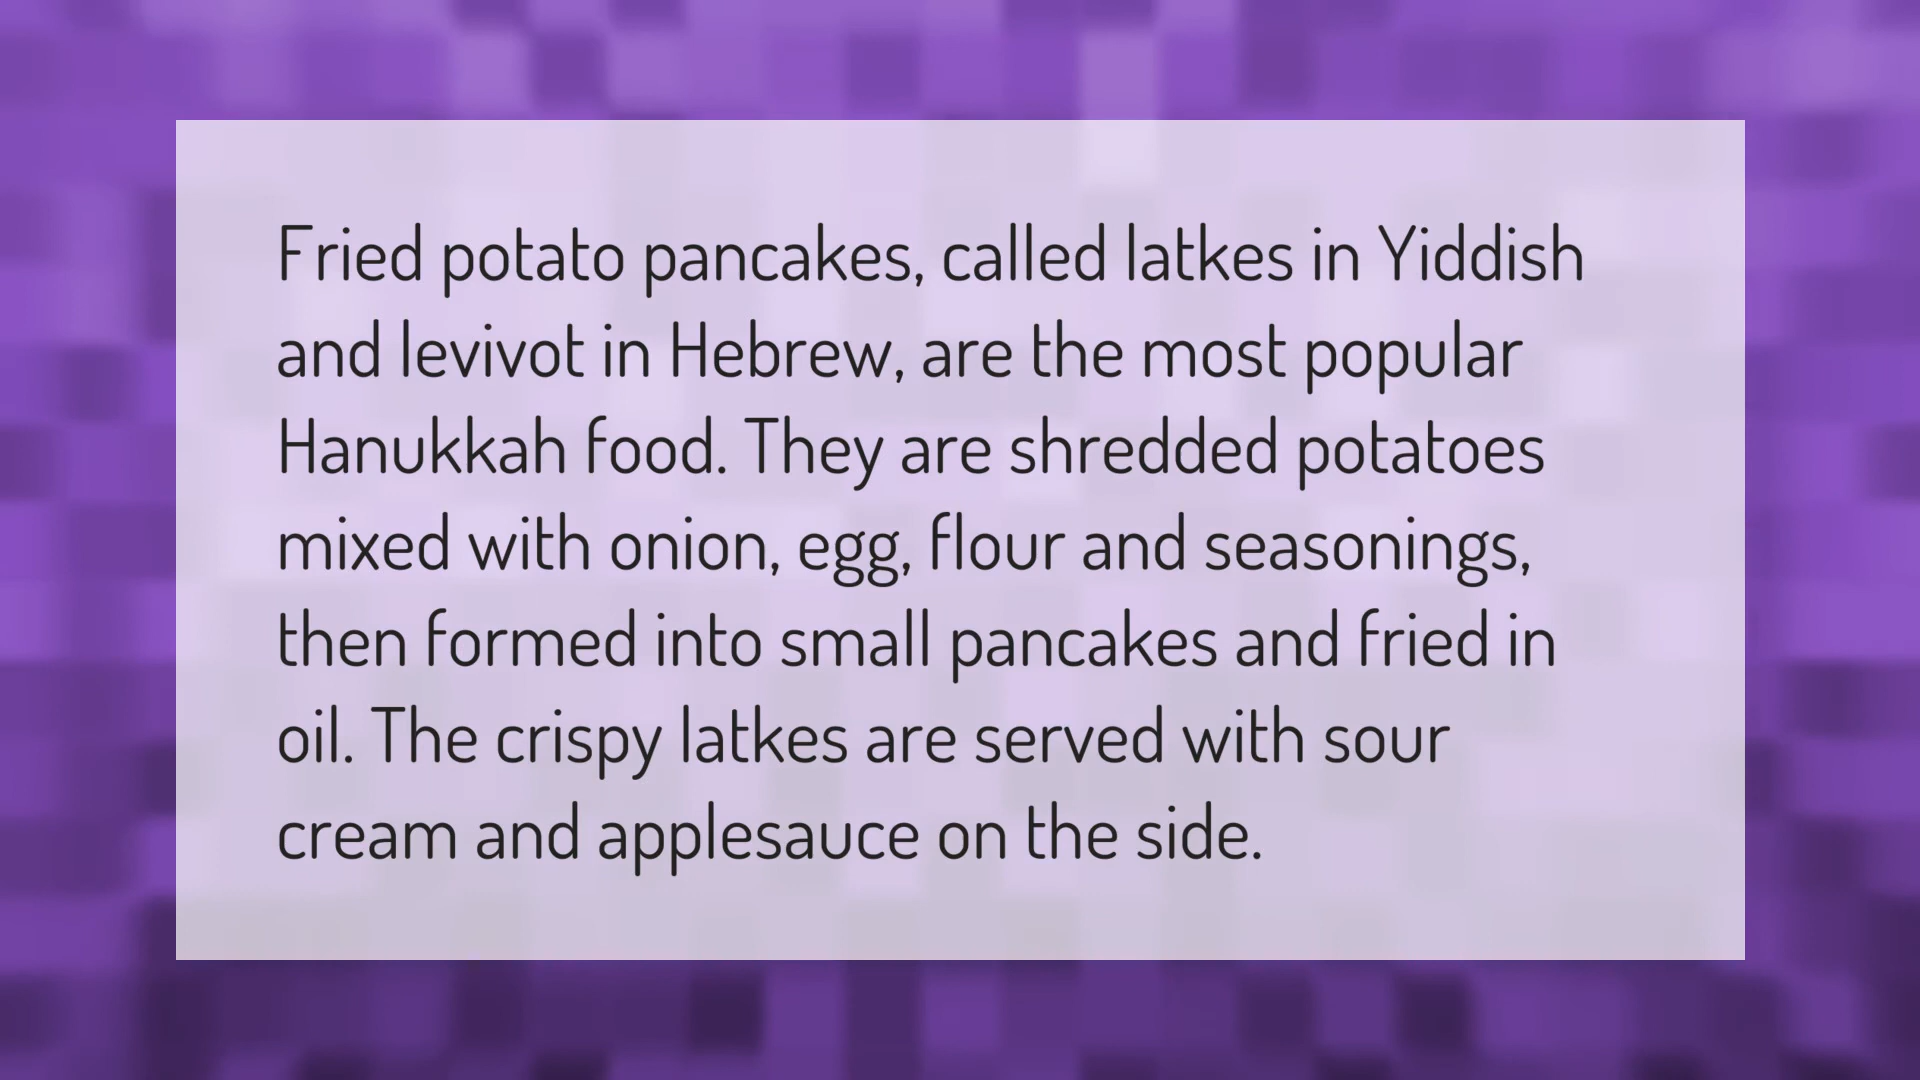 Fried potato pancakes, called latkes in Yiddish
and levivot in Hebrew, are the most popular
Hanukkah food. They are shredded potatoes
mixed with onion, egg, flour and seasonings,
then formed into small pancakes and fried in
oil. The crispy latkes are served with sour
cream and applesauce on the side.